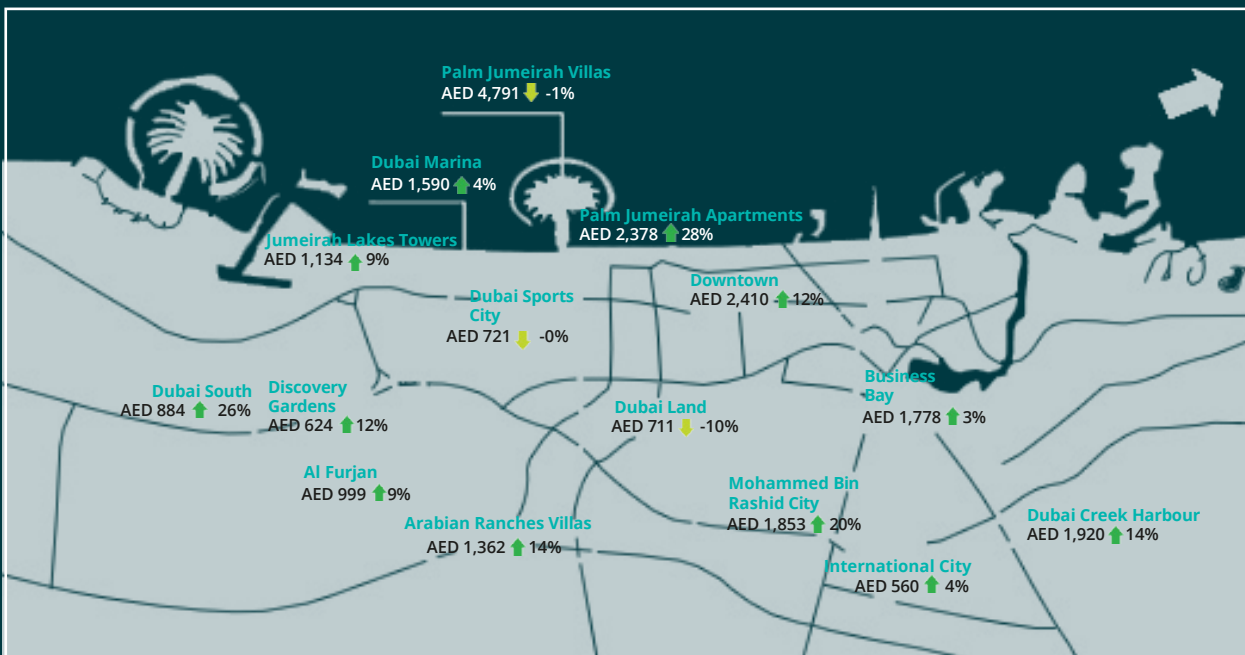 Palm Jumeirah Villas
AED 4,791 -1%
Dubai Marina
AED 1,590 4%
Palm Jumeirah Apartments
AED 2,378 28%
Jumeirah Lakes Towers
AED 1,134 9%
Downtown
AED 2,410 12%
Dubai Sports
City
AED 721 -0%
Business
Bay
AED 1,778 3%
Dubai South
AED 884 26%
Discovery
Gardens
AED 624 12%
Dubai Land
AED 711 -10%
Al Furjan
AED 999 9%
Mohammed Bin
Rashid City
AED 1,853 20%
Arabian Ranches Villas
AED 1,362 14%
Dubai Creek Harbour
AED 1,920 14%
International City
AED 560 4%